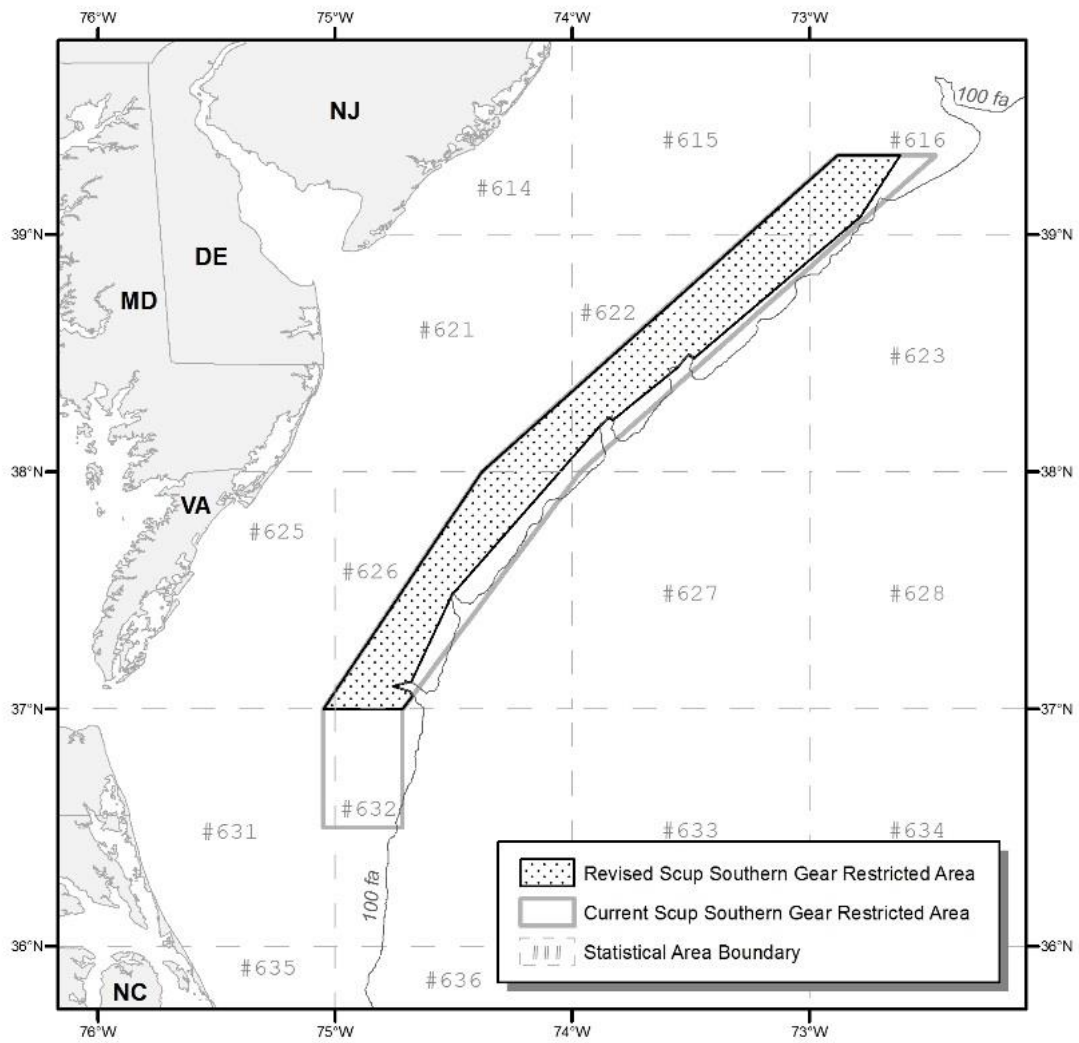 76°W 75°W 74°W 73°W
100 fa
NJ
#615
#616
#614
39°N 39°N
DE
MD
#622
#621
#623
38°N 38°N
VA
#625
#626
#627
#628
37°N 37°N
#632
#631
#633
#634
Revised Scup Southern Gear Restricted Area
100 fa
Current Scup Southern Gear Restricted Area
Statistical Area Boundary
36°N 36°N
#635
#636
NC
76°W 75°W 74°W 73°W